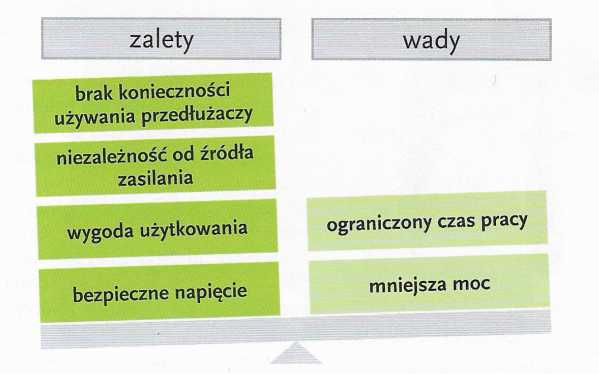 zalety
wady
brak konieczności
używania przedłużaczy
niezależność od źródła
zasilania
wygoda użytkowania
ograniczony czas pracy
bezpieczne napięcie
mniejsza moc